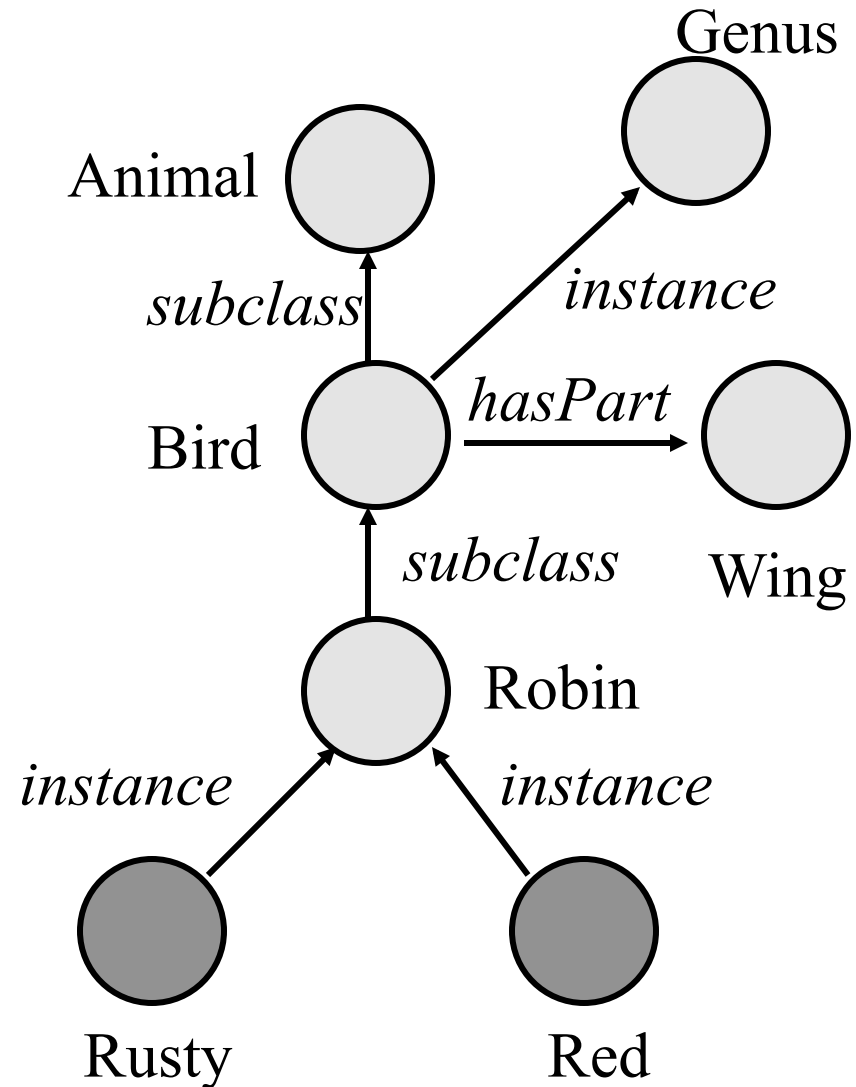 Genus
Animal
subclass
instance
hasPart
Bird
subclass
Wing
Robin
instance
instance
Rusty
Red